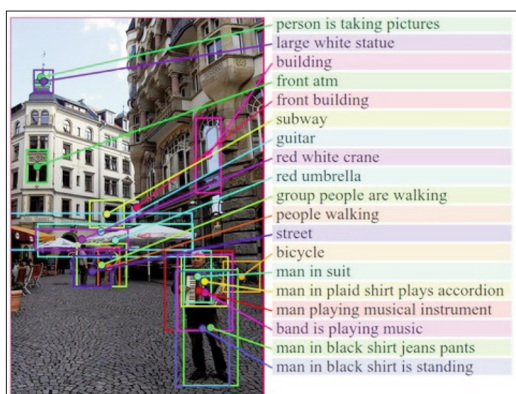 person is taking pictures
large white statue
building
front atm
front building
subway
guitar
red white crane
red umbrella
group people are walking
people walking
street
bicycle
man in suit
man in plaid shirt plays accordion
man playing musical instrument
band is playing music
man in black shirt jeans pants
man in black shirt is standing